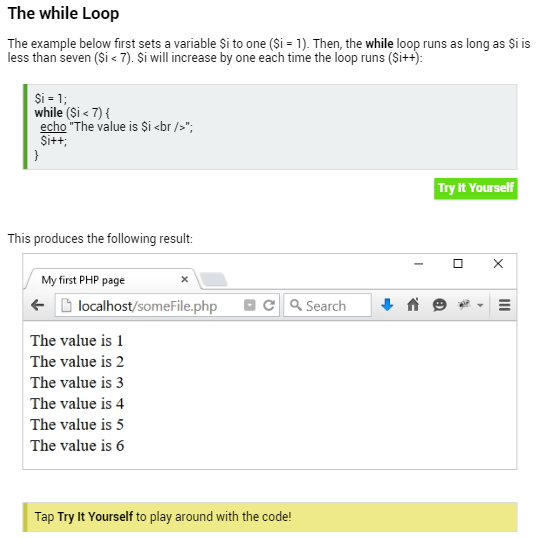 The while Loop
The example below first sets a variable $i to one ($i = 1). Then, the while loop runs as long as $i is
less than seven ($i < 7). $i will increase by one each time the loop runs ($i++):
$i = 1;
while ($i < 7) {
echo "The value is $i <br />";
$i++;
}
Try It Yourself
This produces the following result:
My first PHP page
localhost/someFile.php
Search
The value is 1
The value is 2
The value is 3
The value is 4
The value is 5
The value is 6
Tap Try It Yourself to play around with the code!